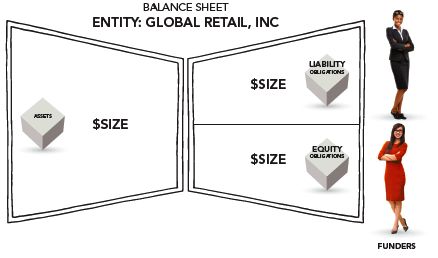 BALANCE SHEET
ENTITY: GLOBAL RETAIL, INC
ASSETS
$SIZE
LIABILITY
OBLIGATIONS
$SIZE
EQUITY
OBLIGATIONS
$SIZE
FUNDERS